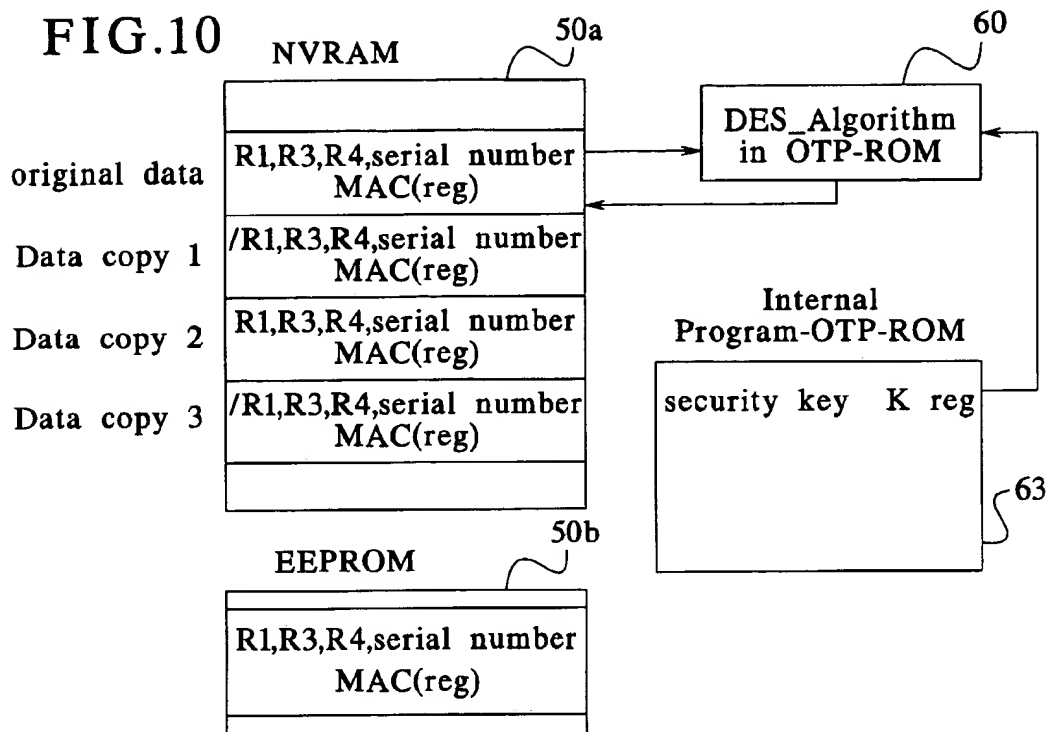 FIG.10
NVRAM
50a
60
DES_Algorithm
in OTP-ROM
original data
R1,R3,R4,serial number
MAC(reg)
Data copy 1
/R1,R3,R4,serial number
MAC(reg)
Data copy 2
R1,R3,R4,serial number
MAC(reg)
Data copy 3
/R1,R3,R4,serial number
MAC(reg)
Internal
Program-OTP-ROM
security key K reg
63
EEPROM
50b
R1,R3,R4,serial number
MAC(reg)